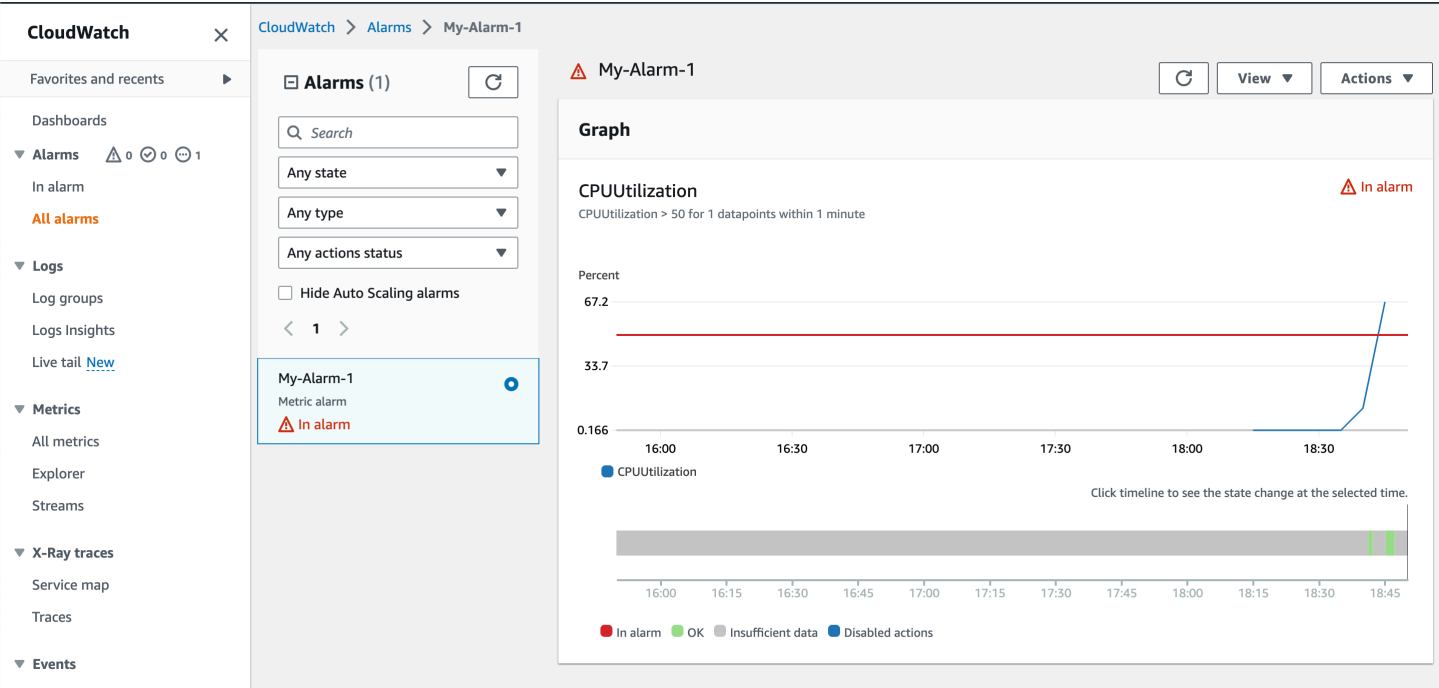 CloudWatch
Favorites and recents
Dashboards
Alarms 0 0 1
In alarm
All alarms
Logs
Log groups
Logs Insights
Live tail New
Metrics
All metrics
Explorer
Streams
X-Ray traces
Service map
Traces
Events
CloudWatch > Alarms > My-Alarm-1
Alarms (1)
Search
Any state
Any type
Any actions status
Hide Auto Scaling alarms
1
My-Alarm-1
Metric alarm
In alarm
My-Alarm-1
View
Actions
Graph
CPUUtilization
In alarm
CPUUtilization > 50 for 1 datapoints within 1 minute
Percent
67.2
33.7
0.166
16:00 16:30 17:00 17:30 18:00 18:30
CPUUtilization
Click timeline to see the state change at the selected time.
16:00 16:15 16:30 16:45 17:00 17:15 17:30 17:45 18:00 18:15 18:30 18:45
In alarm OK Insufficient data Disabled actions